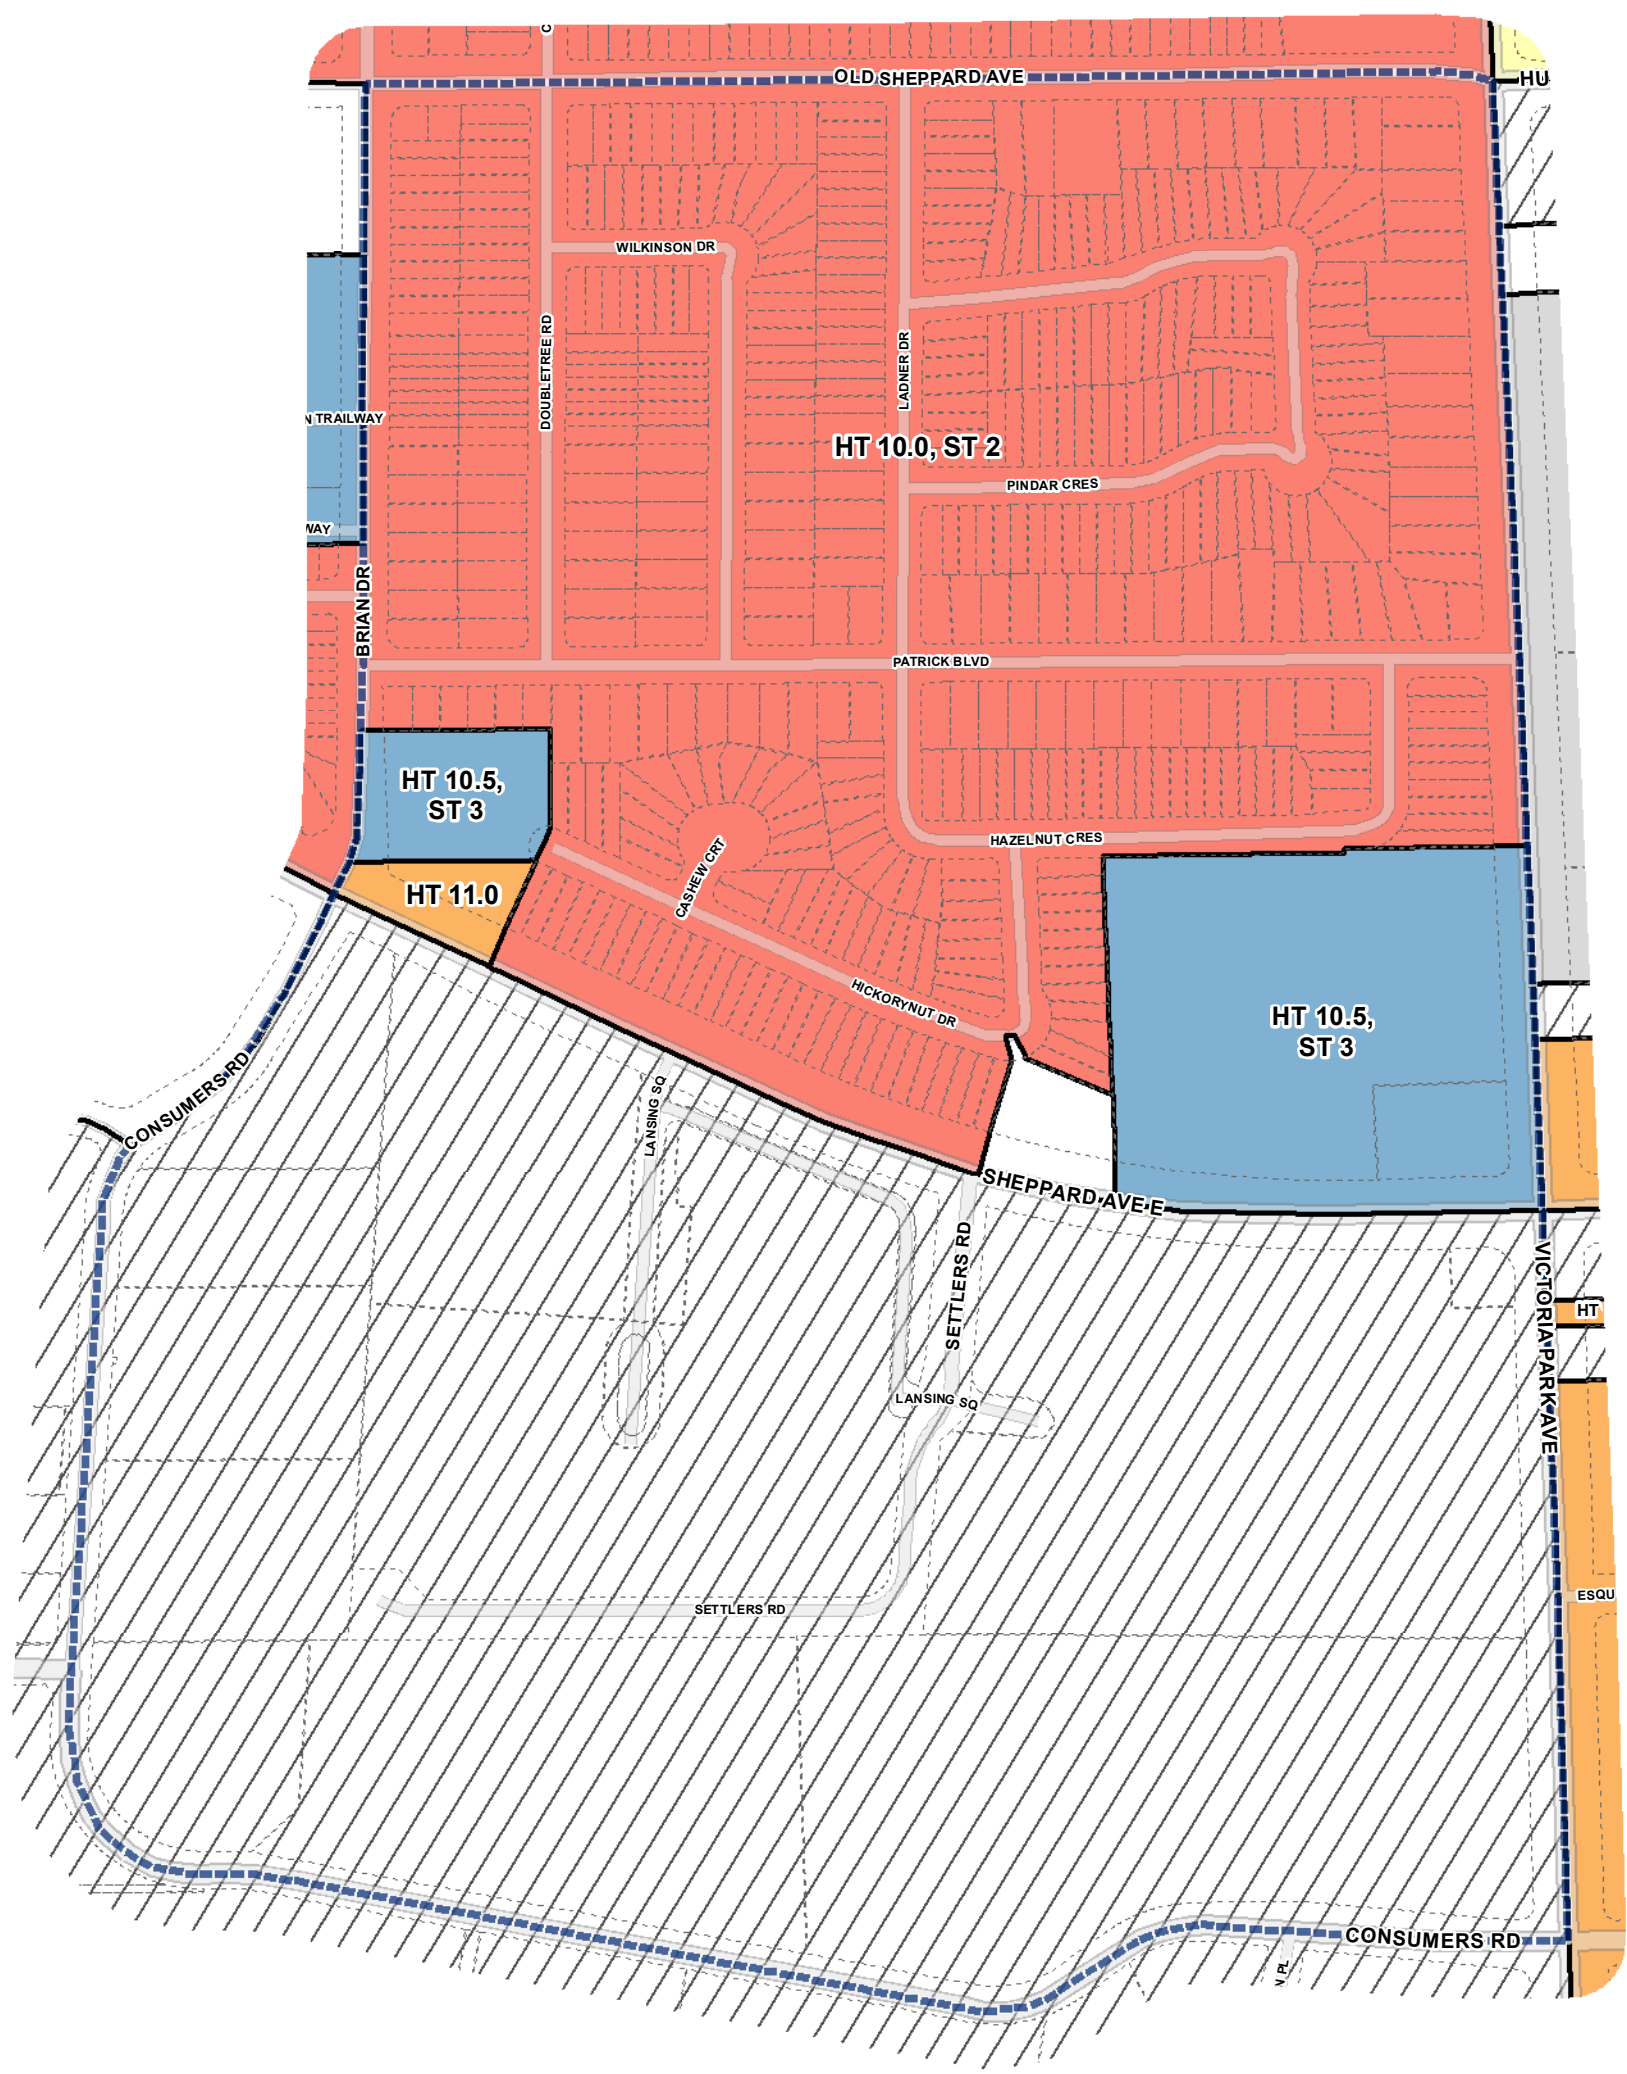 C
OLD SHEPPARD AVE
HU
WILKINSON DR
DOUBLETREE RD
LADNER DR
N TRAILWAY
HT 10.0, ST 2
PINDAR CRES
WAY
BRIAN DR
PATRICK BLVD
HT 10.5,
ST 3
HAZELNUT CRES
CASHEW CRT
HT 11.0
HICKORYNUT DR
HT 10.5,
ST 3
CONSUMERS RD
LANSING SQ
SHEPPARD AVE E
SETTLERS RD
VICTORIA PARK AVE
HT
LANSING SQ
ESQU
SETTLERS RD
CONSUMERS RD
N PL